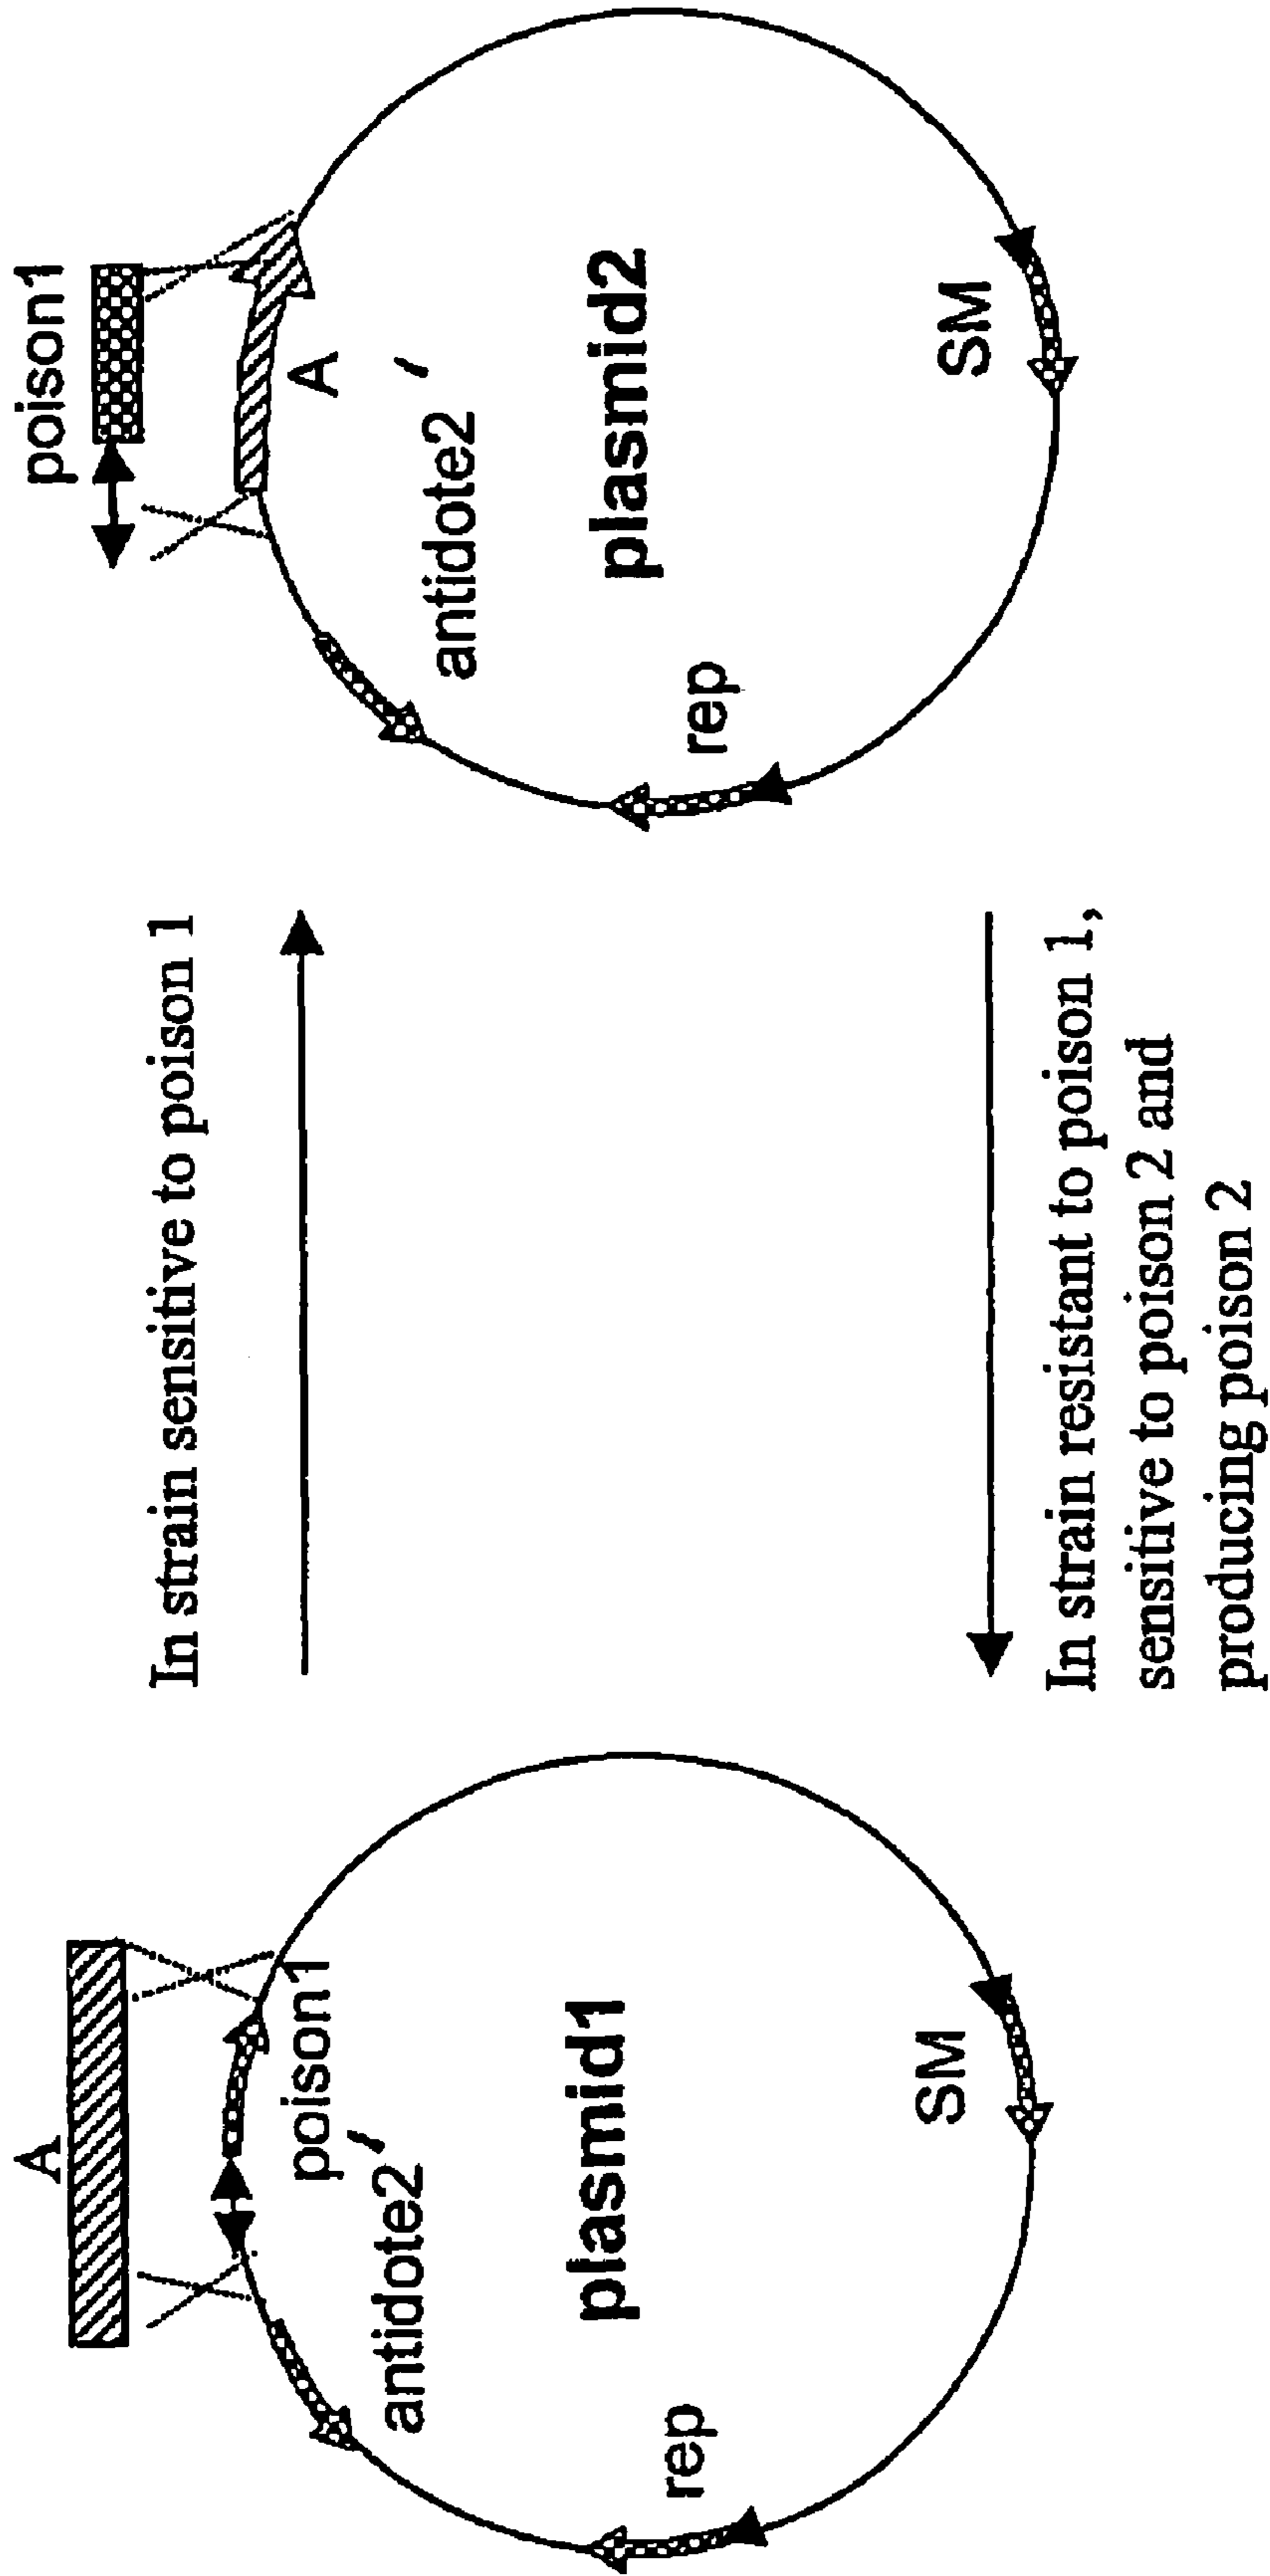 A
poison1
antidote2'
plasmid1
rep
SM
In strain sensitive to poison 1
In strain resistant to poison 1,
sensitive to poison 2 and
producing poison 2
poison1
A
antidote2'
plasmid2
rep
SM